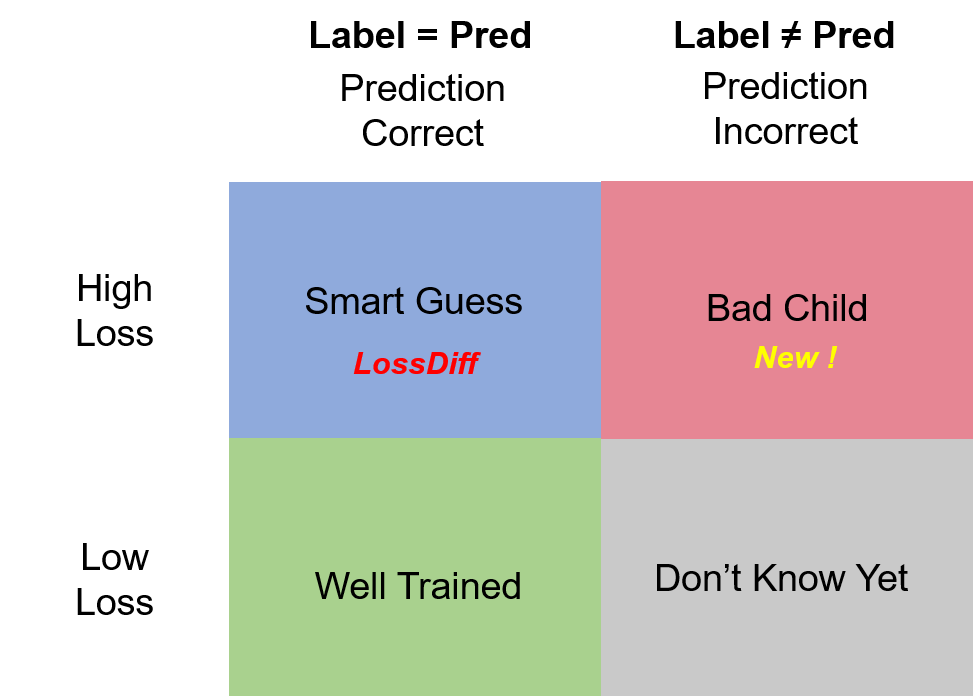 Label = Pred
Prediction
Correct
Label ≠ Pred
Prediction
Incorrect
High
Loss
Smart Guess
LossDiff
Bad Child
New !
Low
Loss
Well Trained
Don’t Know Yet